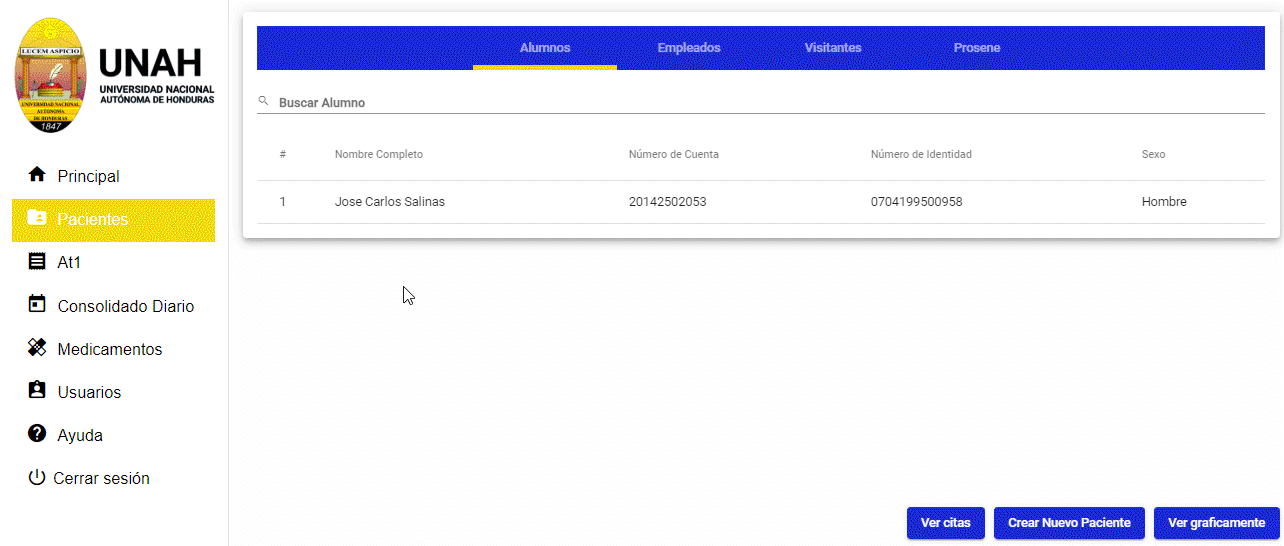 LUCEM ASPICIO
UNIVERSIDAD NACIONAL
AUTONOMA
DE HONDURAS
1847
UNAH
UNIVERSIDAD NACIONAL
AUTÓNOMA DE HONDURAS
Principal
Pacientes
At1
Consolidado Diario
Medicamentos
Usuarios
Ayuda
Cerrar sesión
Alumnos Empleados Visitantes Prosene
Buscar Alumno
# Nombre Completo Número de Cuenta Número de Identidad Sexo
1 Jose Carlos Salinas 20142502053 0704199500958 Hombre
Ver citas Crear Nuevo Paciente Ver graficamente